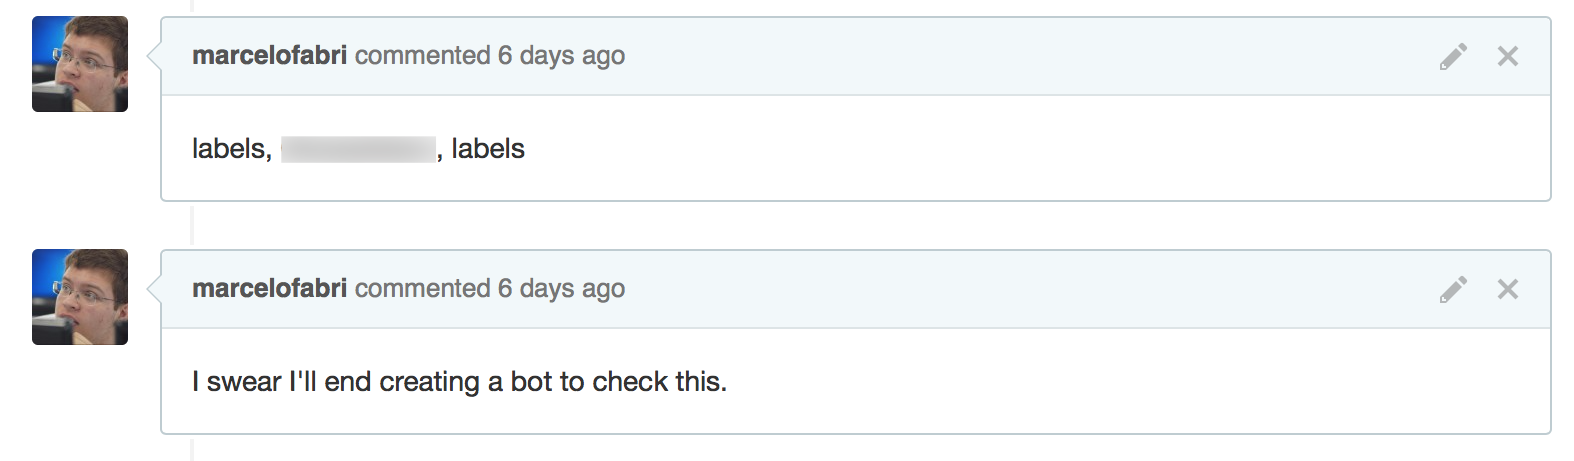 marcelofabri commented 6 days ago
labels, , labels
marcelofabri commented 6 days ago
I swear I'll end creating a bot to check this.